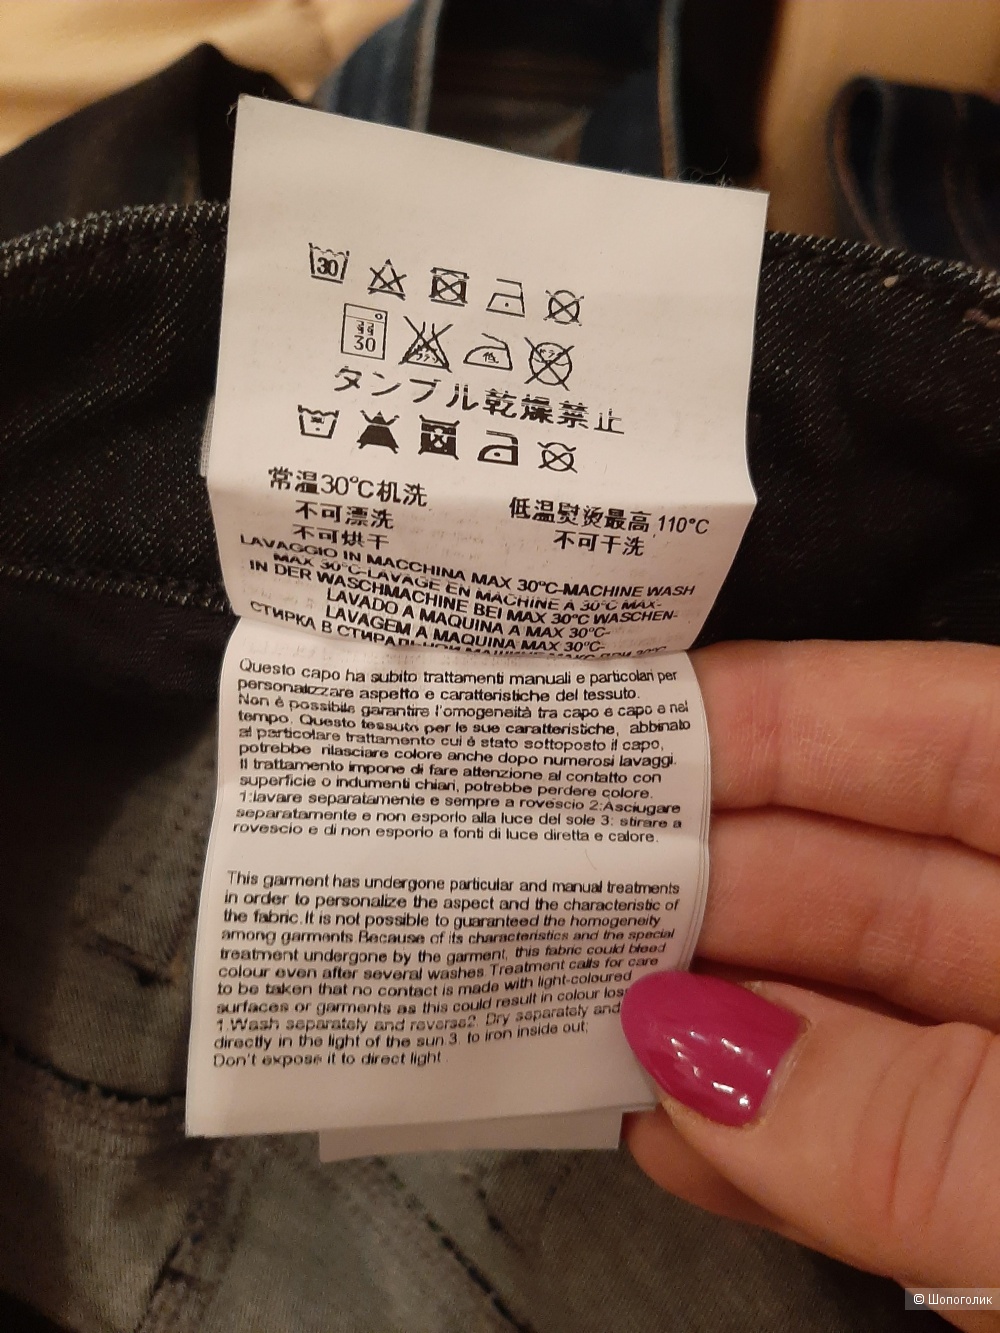 30
30
低
タンブル乾燥禁止
常温30°C机洗
低温熨烫最高 110°C
不可漂洗
不可干洗
不可烘干
LAVAGGIO IN MACCHINA MAX 30°C-MACHINE WASH
MAX 30°C-LAVAGE EN MACHINE A 30°C MAX-
IN DER WASCHMACHINE BEI MAX 30°C WASCHEN-
LAVADO A MAQUINA A MAX 30°C-
LAVAGEM A MAQUINA MAX 30°C-
СТИРКА В СТИРАЛЬНОЙ МАШИНЕ МАКС ПРИ 30°C
Questo capo ha subito trattamenti manuali e particolari per
personalizzare aspetto e caratteristiche del tessuto.
Non è possibile garantire l'omogeneità tra capo e capo e nel
tempo. Questo tessuto per le sue caratteristiche, abbinato
al particolare trattamento cui è stato sottoposto il capo,
potrebbe rilasciare colore anche dopo numerosi lavaggi.
Il trattamento impone di fare attenzione al contatto con
superficie o indumenti chiari, potrebbe perdere colore.
1:lavare separatamente e sempre a rovescio 2:Asciugare
separatamente e non esporlo alla luce del sole 3: stirare a
rovescio e di non esporlo a fonti di luce diretta e calore.
This garment has undergone particular and manual treatments
in order to personalize the aspect and the characteristic of
the fabric.It is not possible to guaranteed the homogeneity
among garments Because of its characteristics and the special
treatment undergone by the garment, this fabric could bleed
colour even after several washes Treatment calls for care
to be taken that no contact is made with light-coloured
surfaces or garments as this could result in colour los
1.Wash separately and reverse2. Dry separately and
directly in the light of the sun 3. to iron inside out;
Don't expose it to direct light .
© Шопоголик